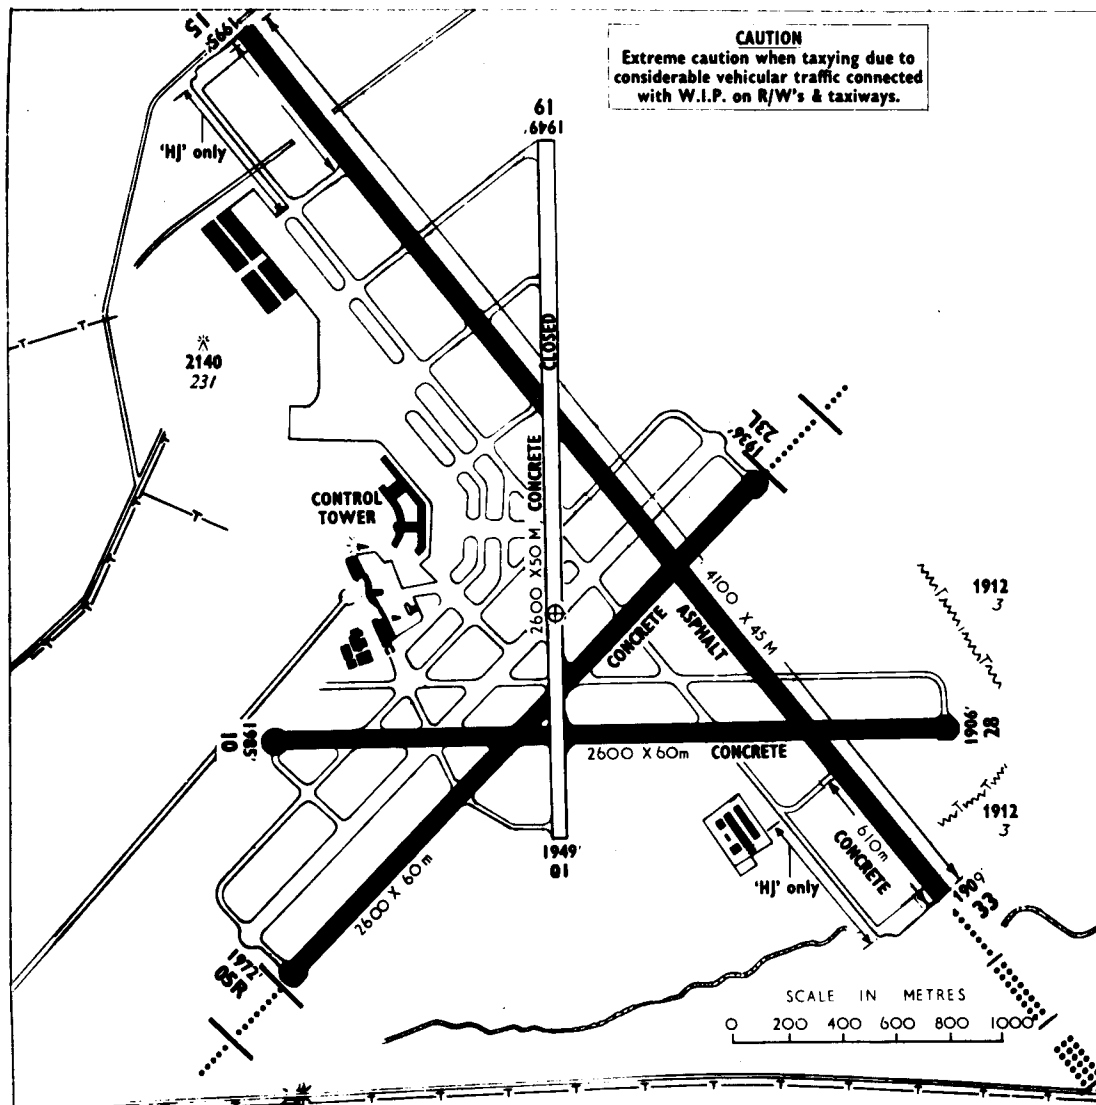 15
1995'
CAUTION
Extreme caution when taxying due to
considerable vehicular traffic connected
with W.I.P. on R/W's & taxiways.
19
1949'
'HJ' only
2140
231
CLOSED
CONCRETE
2600 X 50 M
23L
1936'
CONTROL
TOWER
4100 X 45 M
ASPHALT
CONCRETE
1912
3
10
1985'
2600 X 60m CONCRETE
1906'
28
1912
3
1949'
01
2600 X 60m
610m
CONCRETE
'HJ' only
1909'
33
1972'
05R
SCALE IN METRES
0 200 400 600 800 1000
T
T
T
T
T
T
T
T
T
T
T
T
T